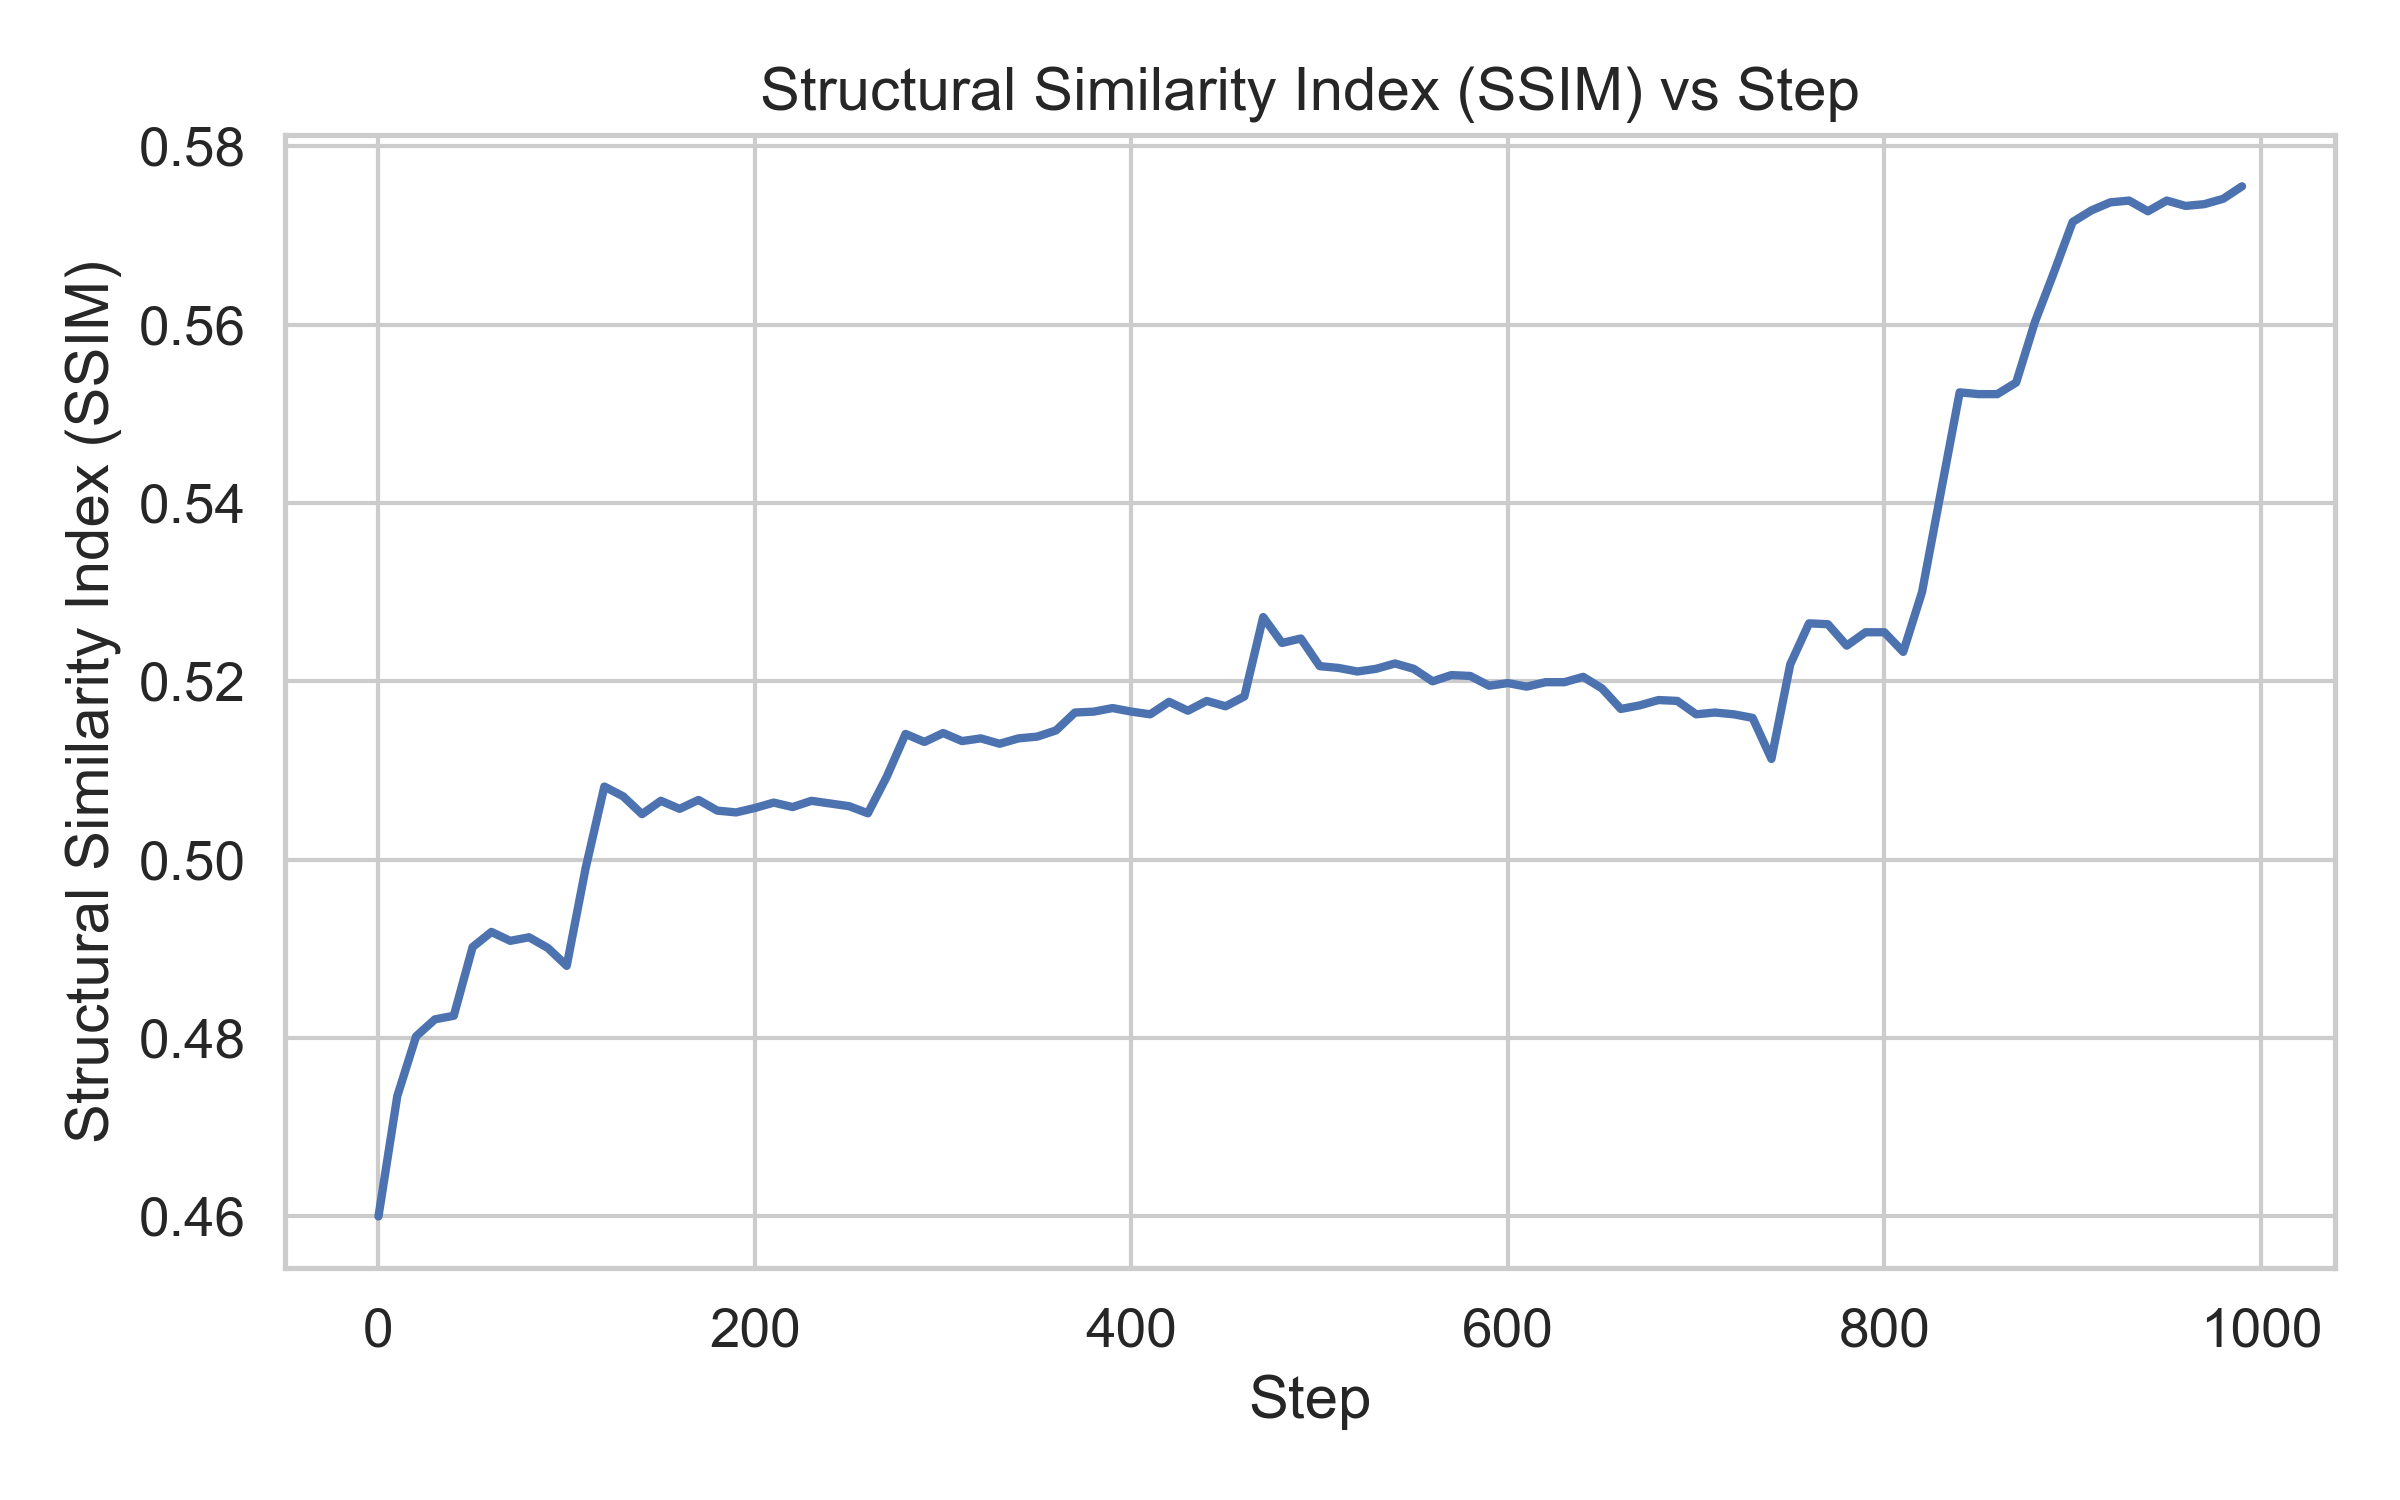 Structural Similarity Index (SSIM) vs Step
Structural Similarity Index (SSIM)
0.58
0.56
0.54
0.52
0.50
0.48
0.46
0 200 400 600 800 1000
Step